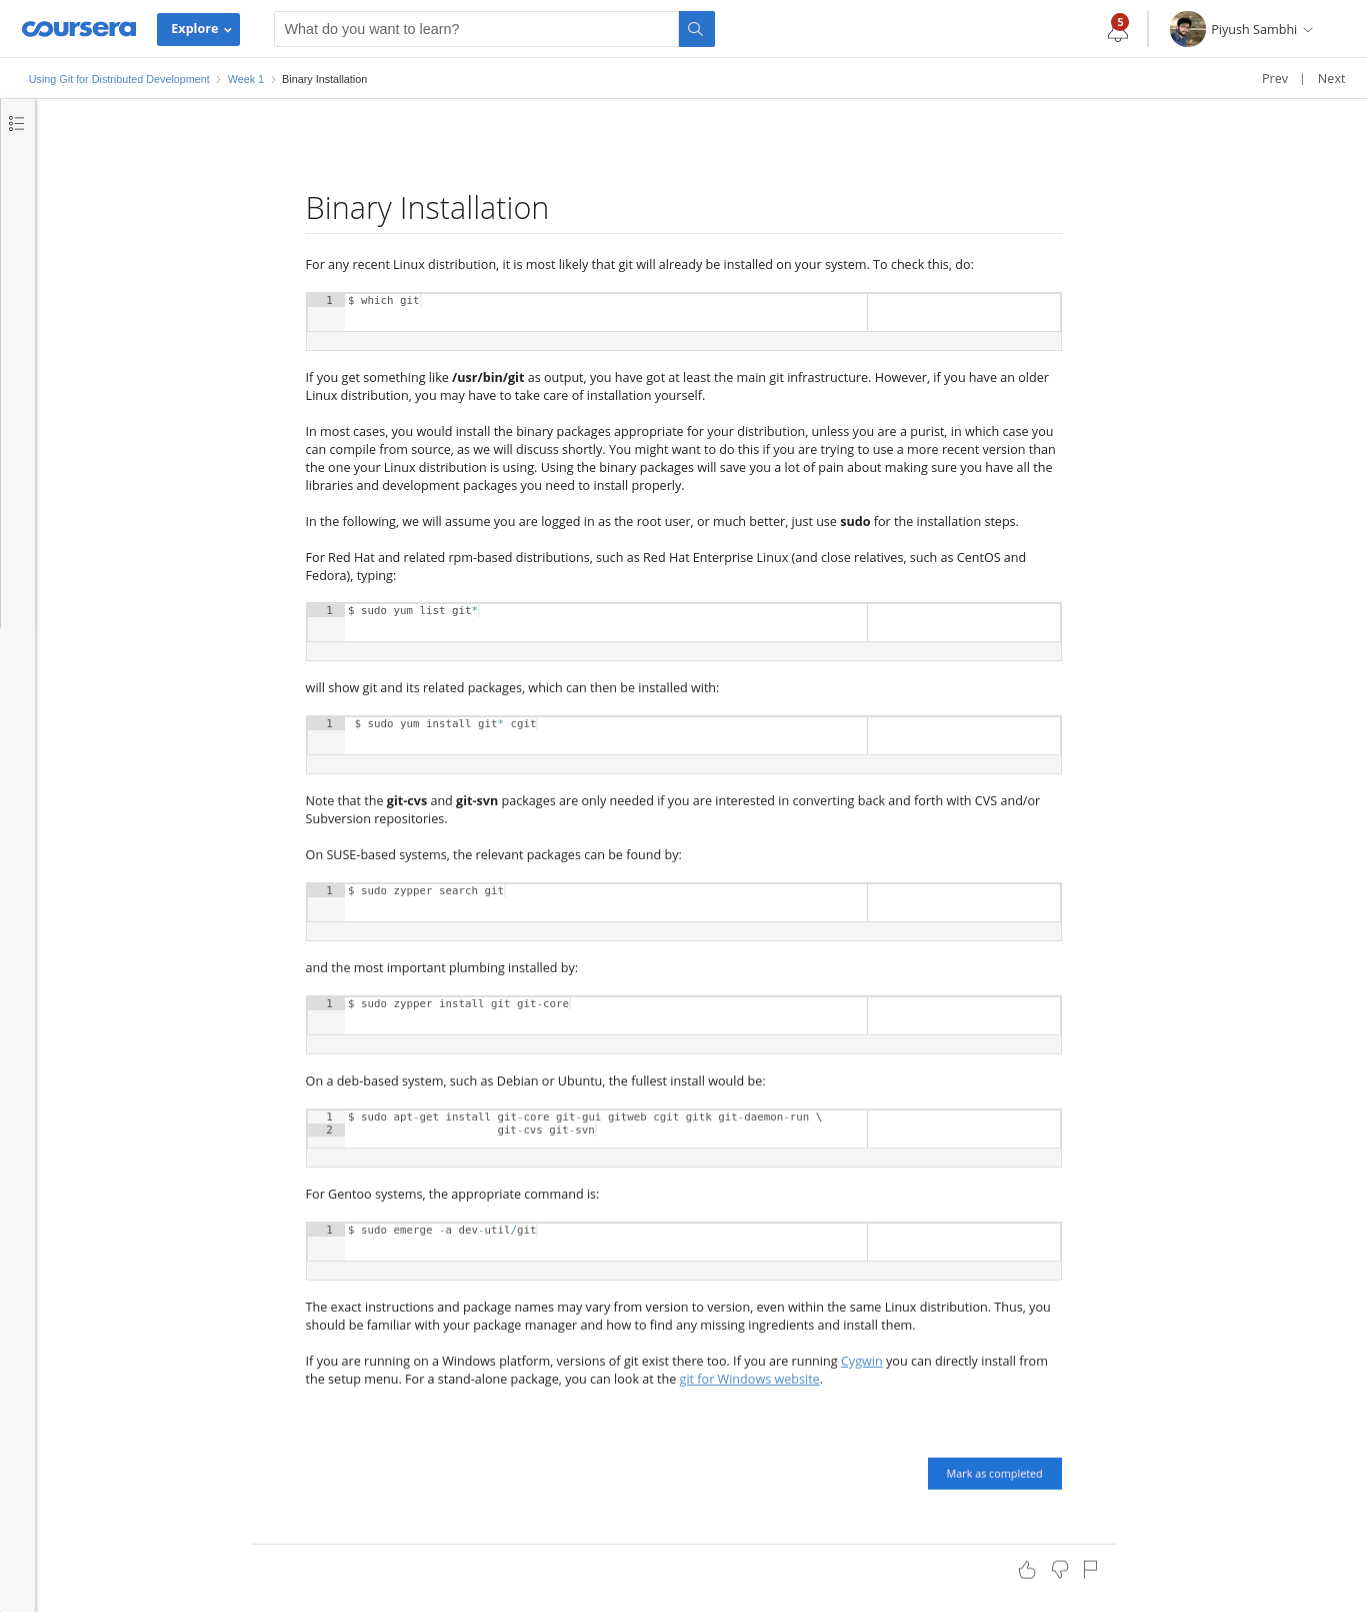 coursera
Explore
What do you want to learn?
5
Piyush Sambhi
Using Git for Distributed Development > Week 1 > Binary Installation
Prev | Next
Binary Installation
For any recent Linux distribution, it is most likely that git will already be installed on your system. To check this, do:
1 $ which git
If you get something like /usr/bin/git as output, you have got at least the main git infrastructure. However, if you have an older
Linux distribution, you may have to take care of installation yourself.
In most cases, you would install the binary packages appropriate for your distribution, unless you are a purist, in which case you
can compile from source, as we will discuss shortly. You might want to do this if you are trying to use a more recent version than
the one your Linux distribution is using. Using the binary packages will save you a lot of pain about making sure you have all the
libraries and development packages you need to install properly.
In the following, we will assume you are logged in as the root user, or much better, just use sudo for the installation steps.
For Red Hat and related rpm-based distributions, such as Red Hat Enterprise Linux (and close relatives, such as CentOS and
Fedora), typing:
1 $ sudo yum list git*
will show git and its related packages, which can then be installed with:
1 $ sudo yum install git* cgit
Note that the git-cvs and git-svn packages are only needed if you are interested in converting back and forth with CVS and/or
Subversion repositories.
On SUSE-based systems, the relevant packages can be found by:
1 $ sudo zypper search git
and the most important plumbing installed by:
1 $ sudo zypper install git git-core
On a deb-based system, such as Debian or Ubuntu, the fullest install would be:
1 $ sudo apt-get install git-core git-gui gitweb cgit gitk git-daemon-run \
2 git-cvs git-svn
For Gentoo systems, the appropriate command is:
1 $ sudo emerge -a dev-util/git
The exact instructions and package names may vary from version to version, even within the same Linux distribution. Thus, you
should be familiar with your package manager and how to find any missing ingredients and install them.
If you are running on a Windows platform, versions of git exist there too. If you are running Cygwin you can directly install from
the setup menu. For a stand-alone package, you can look at the git for Windows website.
Mark as completed